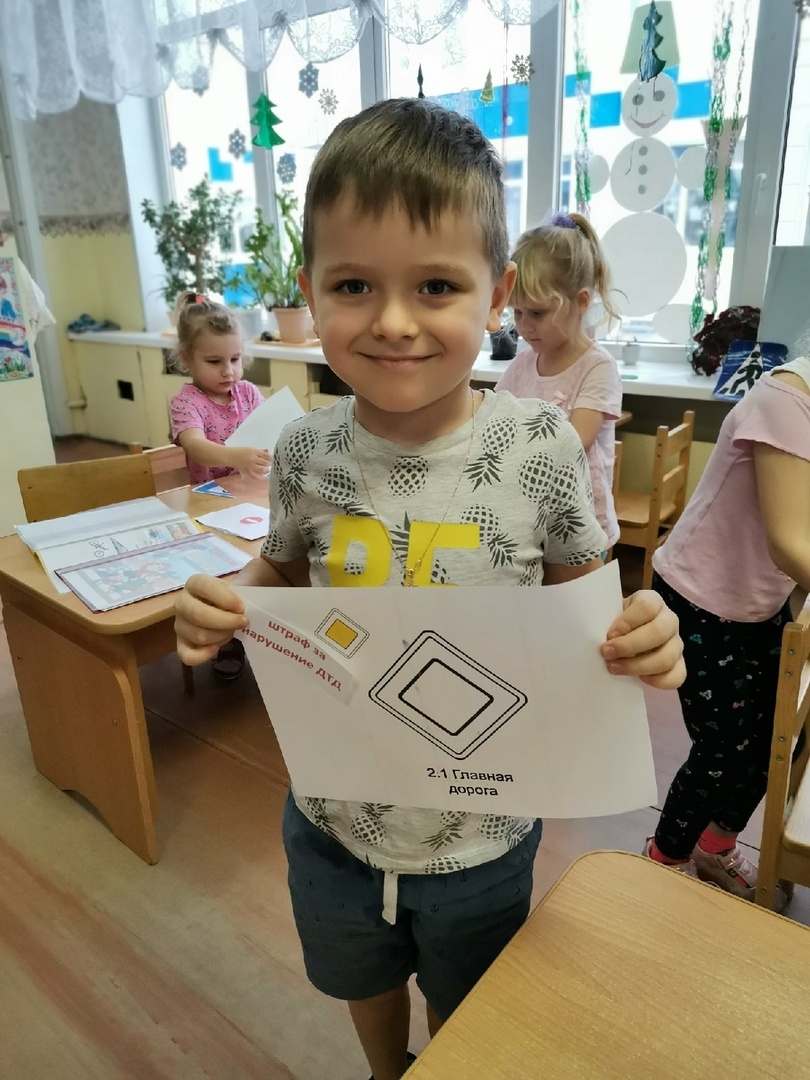 штраф за
нарушение ДТД
2.1 Главная
дорога